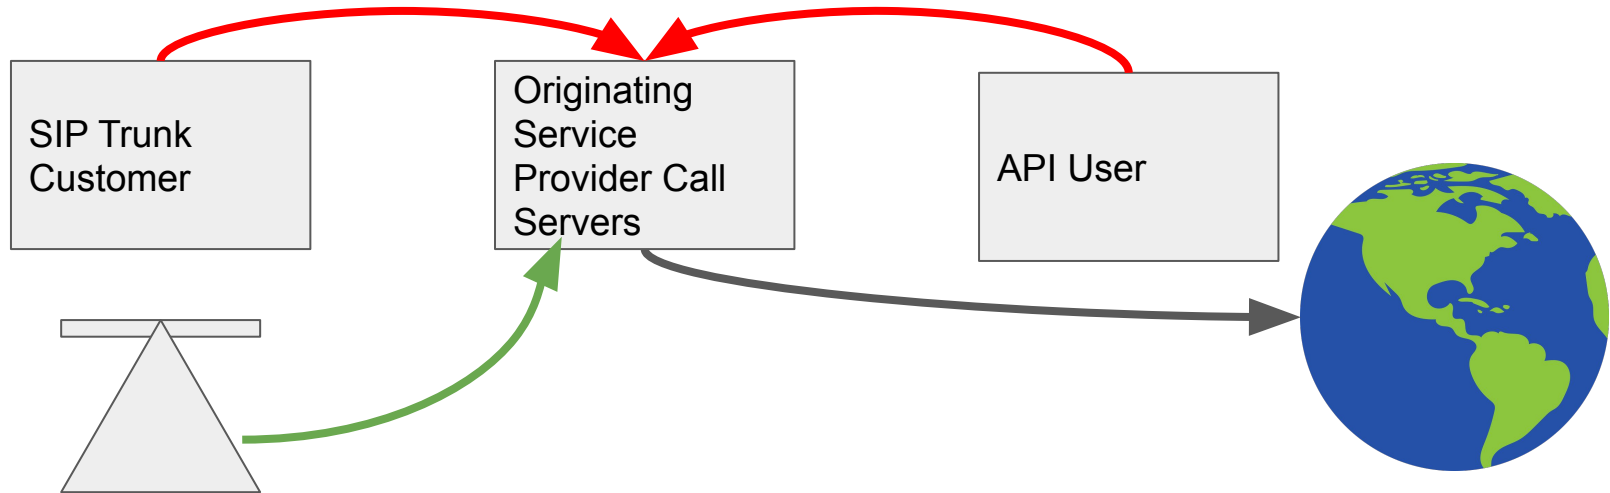 SIP Trunk
Customer
Originating
Service
Provider Call
Servers
API User